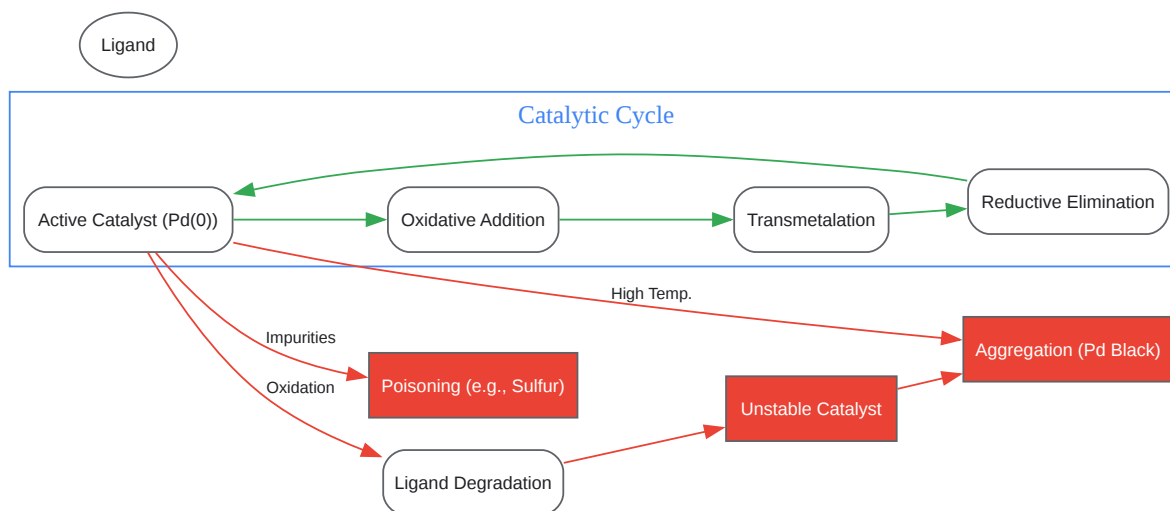 Ligand
Catalytic Cycle
Active Catalyst (Pd(0))
Oxidative Addition
Transmetalation
Reductive Elimination
High Temp.
Impurities
Aggregation (Pd Black)
Poisoning (e.g., Sulfur)
Oxidation
Unstable Catalyst
Ligand Degradation